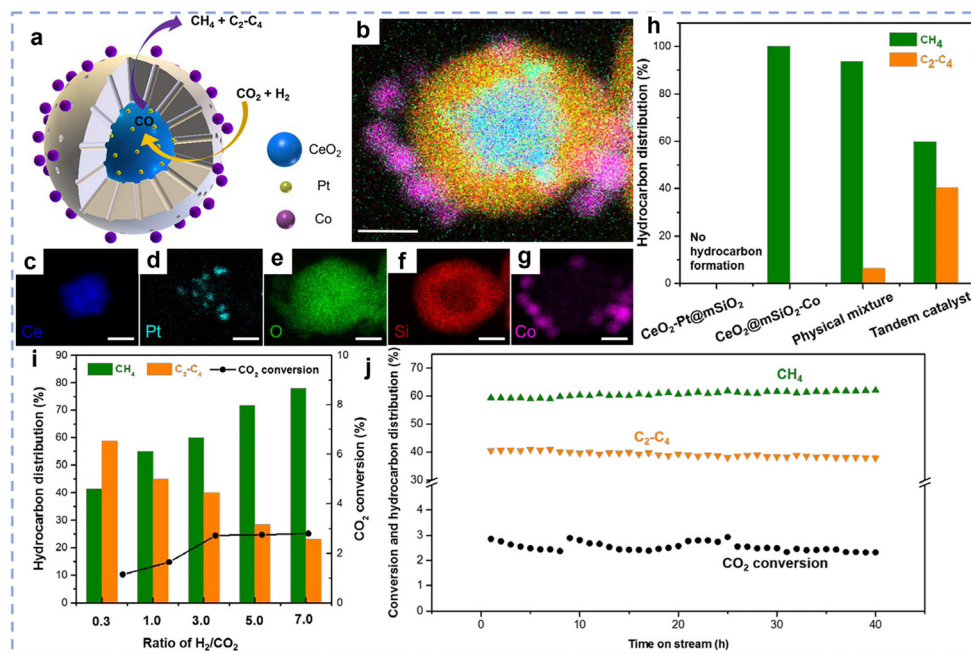 a
CH₄ + C₂-C₄
CO₂ + H₂
CO
CeO₂
Pt
Co
b
c
Ce
d
Pt
e
O
f
Si
g
Co
h
Hydrocarbon distribution (%)
100
80
60
40
20
0
CH₄
C₂-C₄
No
hydrocarbon
formation
CeO₂-Pt@mSiO₂
CeO₂@mSiO₂-Co
Physical mixture
Tandem catalyst
i
Hydrocarbon distribution (%)
90
80
70
60
50
40
30
20
10
0
CH₄
C₂-C₄
CO₂ conversion
10
8
6
4
2
0
CO₂ conversion (%)
0.3
1.0
3.0
5.0
7.0
Ratio of H₂/CO₂
j
Conversion and hydrocarbon distribution (%)
70
60
50
40
30
4
3
2
1
0
CH₄
C₂-C₄
CO₂ conversion
0
10
20
30
40
Time on stream (h)